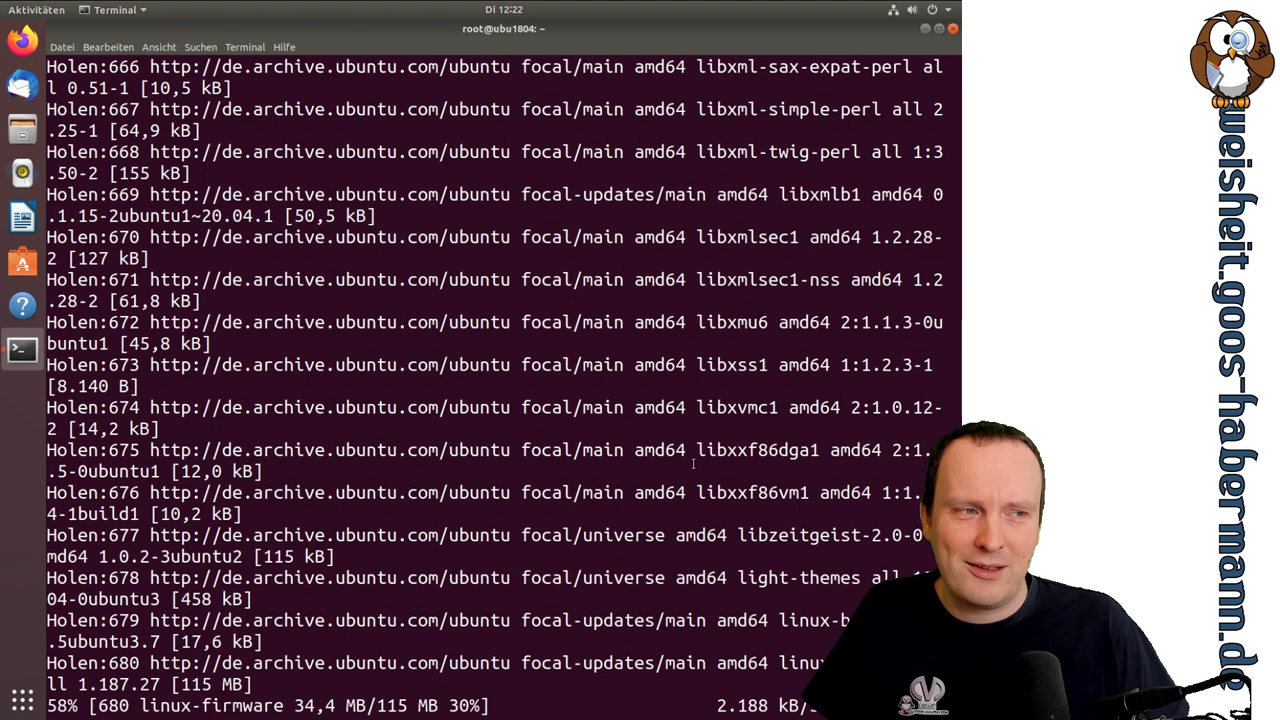 Aktivitäten Terminal Di 12:22
root@ubu1804: ~
Datei Bearbeiten Ansicht Suchen Terminal Hilfe
Holen:666 http://de.archive.ubuntu.com/ubuntu focal/main amd64 libxml-sax-expat-perl al
l 0.51-1 [10,5 kB]
Holen:667 http://de.archive.ubuntu.com/ubuntu focal/main amd64 libxml-simple-perl all 2
.25-1 [64,9 kB]
Holen:668 http://de.archive.ubuntu.com/ubuntu focal/main amd64 libxml-twig-perl all 1:3
.50-2 [155 kB]
Holen:669 http://de.archive.ubuntu.com/ubuntu focal-updates/main amd64 libxmlb1 amd64 0
.1.15-2ubuntu1~20.04.1 [50,5 kB]
Holen:670 http://de.archive.ubuntu.com/ubuntu focal/main amd64 libxmlsec1 amd64 1.2.28-
2 [127 kB]
Holen:671 http://de.archive.ubuntu.com/ubuntu focal/main amd64 libxmlsec1-nss amd64 1.2
.28-2 [61,8 kB]
Holen:672 http://de.archive.ubuntu.com/ubuntu focal/main amd64 libxmu6 amd64 2:1.1.3-0u
buntu1 [45,8 kB]
Holen:673 http://de.archive.ubuntu.com/ubuntu focal/main amd64 libxss1 amd64 1:1.2.3-1
[8.140 B]
Holen:674 http://de.archive.ubuntu.com/ubuntu focal/main amd64 libxvmc1 amd64 2:1.0.12-
2 [14,2 kB]
Holen:675 http://de.archive.ubuntu.com/ubuntu focal/main amd64 libxxf86dga1 amd64 2:1.
.5-0ubuntu1 [12,0 kB]
Holen:676 http://de.archive.ubuntu.com/ubuntu focal/main amd64 libxxf86vm1 amd64 1:1.
4-1build1 [10,2 kB]
Holen:677 http://de.archive.ubuntu.com/ubuntu focal/universe amd64 libzeitgeist-2.0-0
md64 1.0.2-3ubuntu2 [115 kB]
Holen:678 http://de.archive.ubuntu.com/ubuntu focal/universe amd64 light-themes all
04-0ubuntu3 [458 kB]
Holen:679 http://de.archive.ubuntu.com/ubuntu focal-updates/main amd64 linux-b
.5ubuntu3.7 [17,6 kB]
Holen:680 http://de.archive.ubuntu.com/ubuntu focal-updates/main amd64 linux
ll 1.187.27 [115 MB]
58% [680 linux-firmware 34,4 MB/115 MB 30%] 2.188 kB/
weisheit.goos-habermann.de